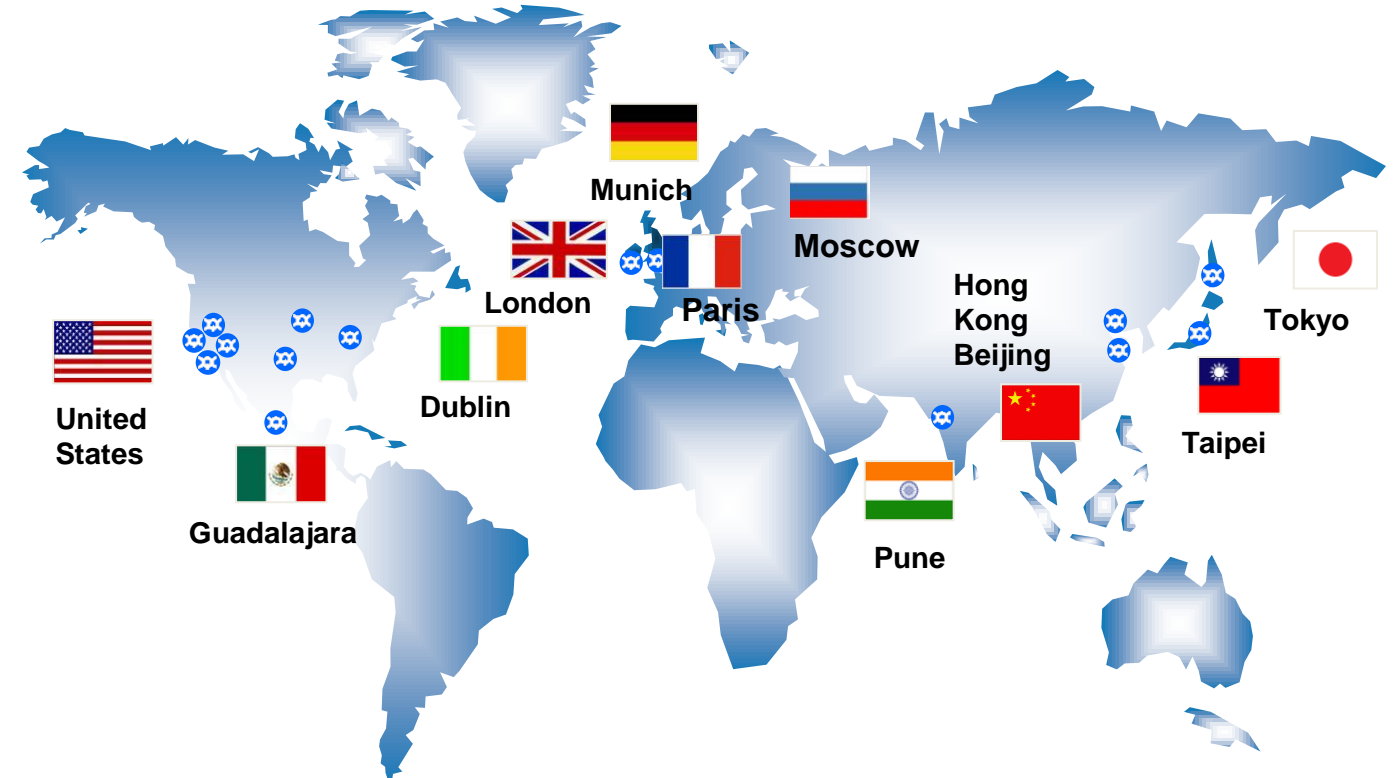 Munich
Moscow
London
Paris
Hong
Kong
Beijing
Tokyo
Dublin
United
States
Taipei
Guadalajara
Pune